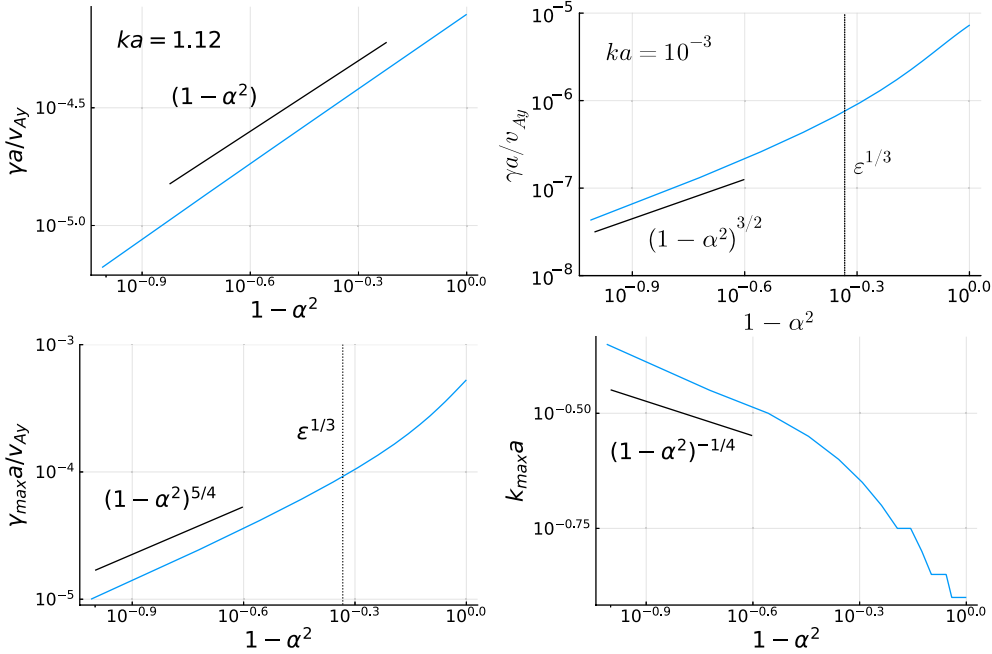 ka = 1.12
(1 − α²)
γa/v_Ay
10^−4.5
10^−5.0
10^−0.9 10^−0.6 10^−0.3 10^0.0
1 − α²
ka = 10^−3
ε^1/3
(1 − α²)^3/2
γa/v_Ay
10^−5
10^−6
10^−7
10^−8
10^−0.9 10^−0.6 10^−0.3 10^0.0
1 − α²
ε^1/3
(1 − α²)^5/4
γ_max a/v_Ay
10^−3
10^−4
10^−5
10^−0.9 10^−0.6 10^−0.3 10^0.0
1 − α²
(1 − α²)^−1/4
k_max a
10^−0.50
10^−0.75
10^−0.9 10^−0.6 10^−0.3 10^0.0
1 − α²